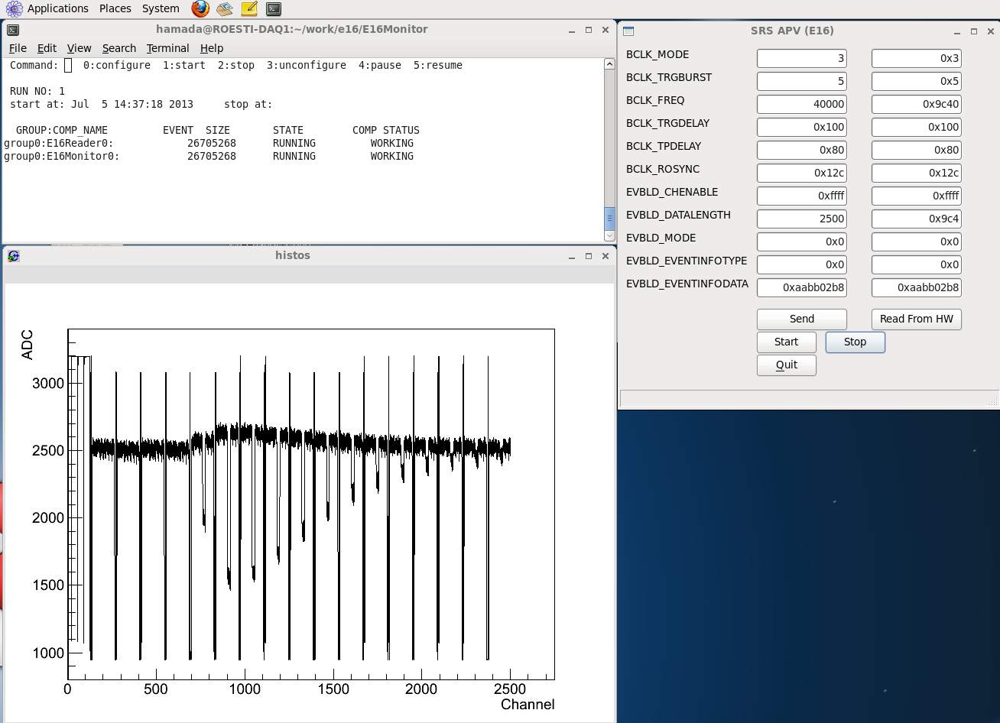 Applications Places System
hamada@ROESTI-DAQ1:~/work/e16/E16Monitor
File Edit View Search Terminal Help
Command: 0:configure 1:start 2:stop 3:unconfigure 4:pause 5:resume
RUN NO: 1
start at: Jul 5 14:37:18 2013 stop at:
GROUP:COMP_NAME EVENT SIZE STATE COMP STATUS
group0:E16Reader0: 26705268 RUNNING WORKING
group0:E16Monitor0: 26705268 RUNNING WORKING
histos
ADC
3000
2500
2000
1500
1000
0 500 1000 1500 2000 2500
Channel
SRS APV (E16)
BCLK_MODE 3 0x3
BCLK_TRGBURST 5 0x5
BCLK_FREQ 40000 0x9c40
BCLK_TRGDELAY 0x100 0x100
BCLK_TPDELAY 0x80 0x80
BCLK_ROSYNC 0x12c 0x12c
EVBLD_CHENABLE 0xffff 0xffff
EVBLD_DATALENGTH 2500 0x9c4
EVBLD_MODE 0x0 0x0
EVBLD_EVENTINFOTYPE 0x0 0x0
EVBLD_EVENTINFODATA 0xaabb02b8 0xaabb02b8
Send Read From HW
Start Stop
Quit